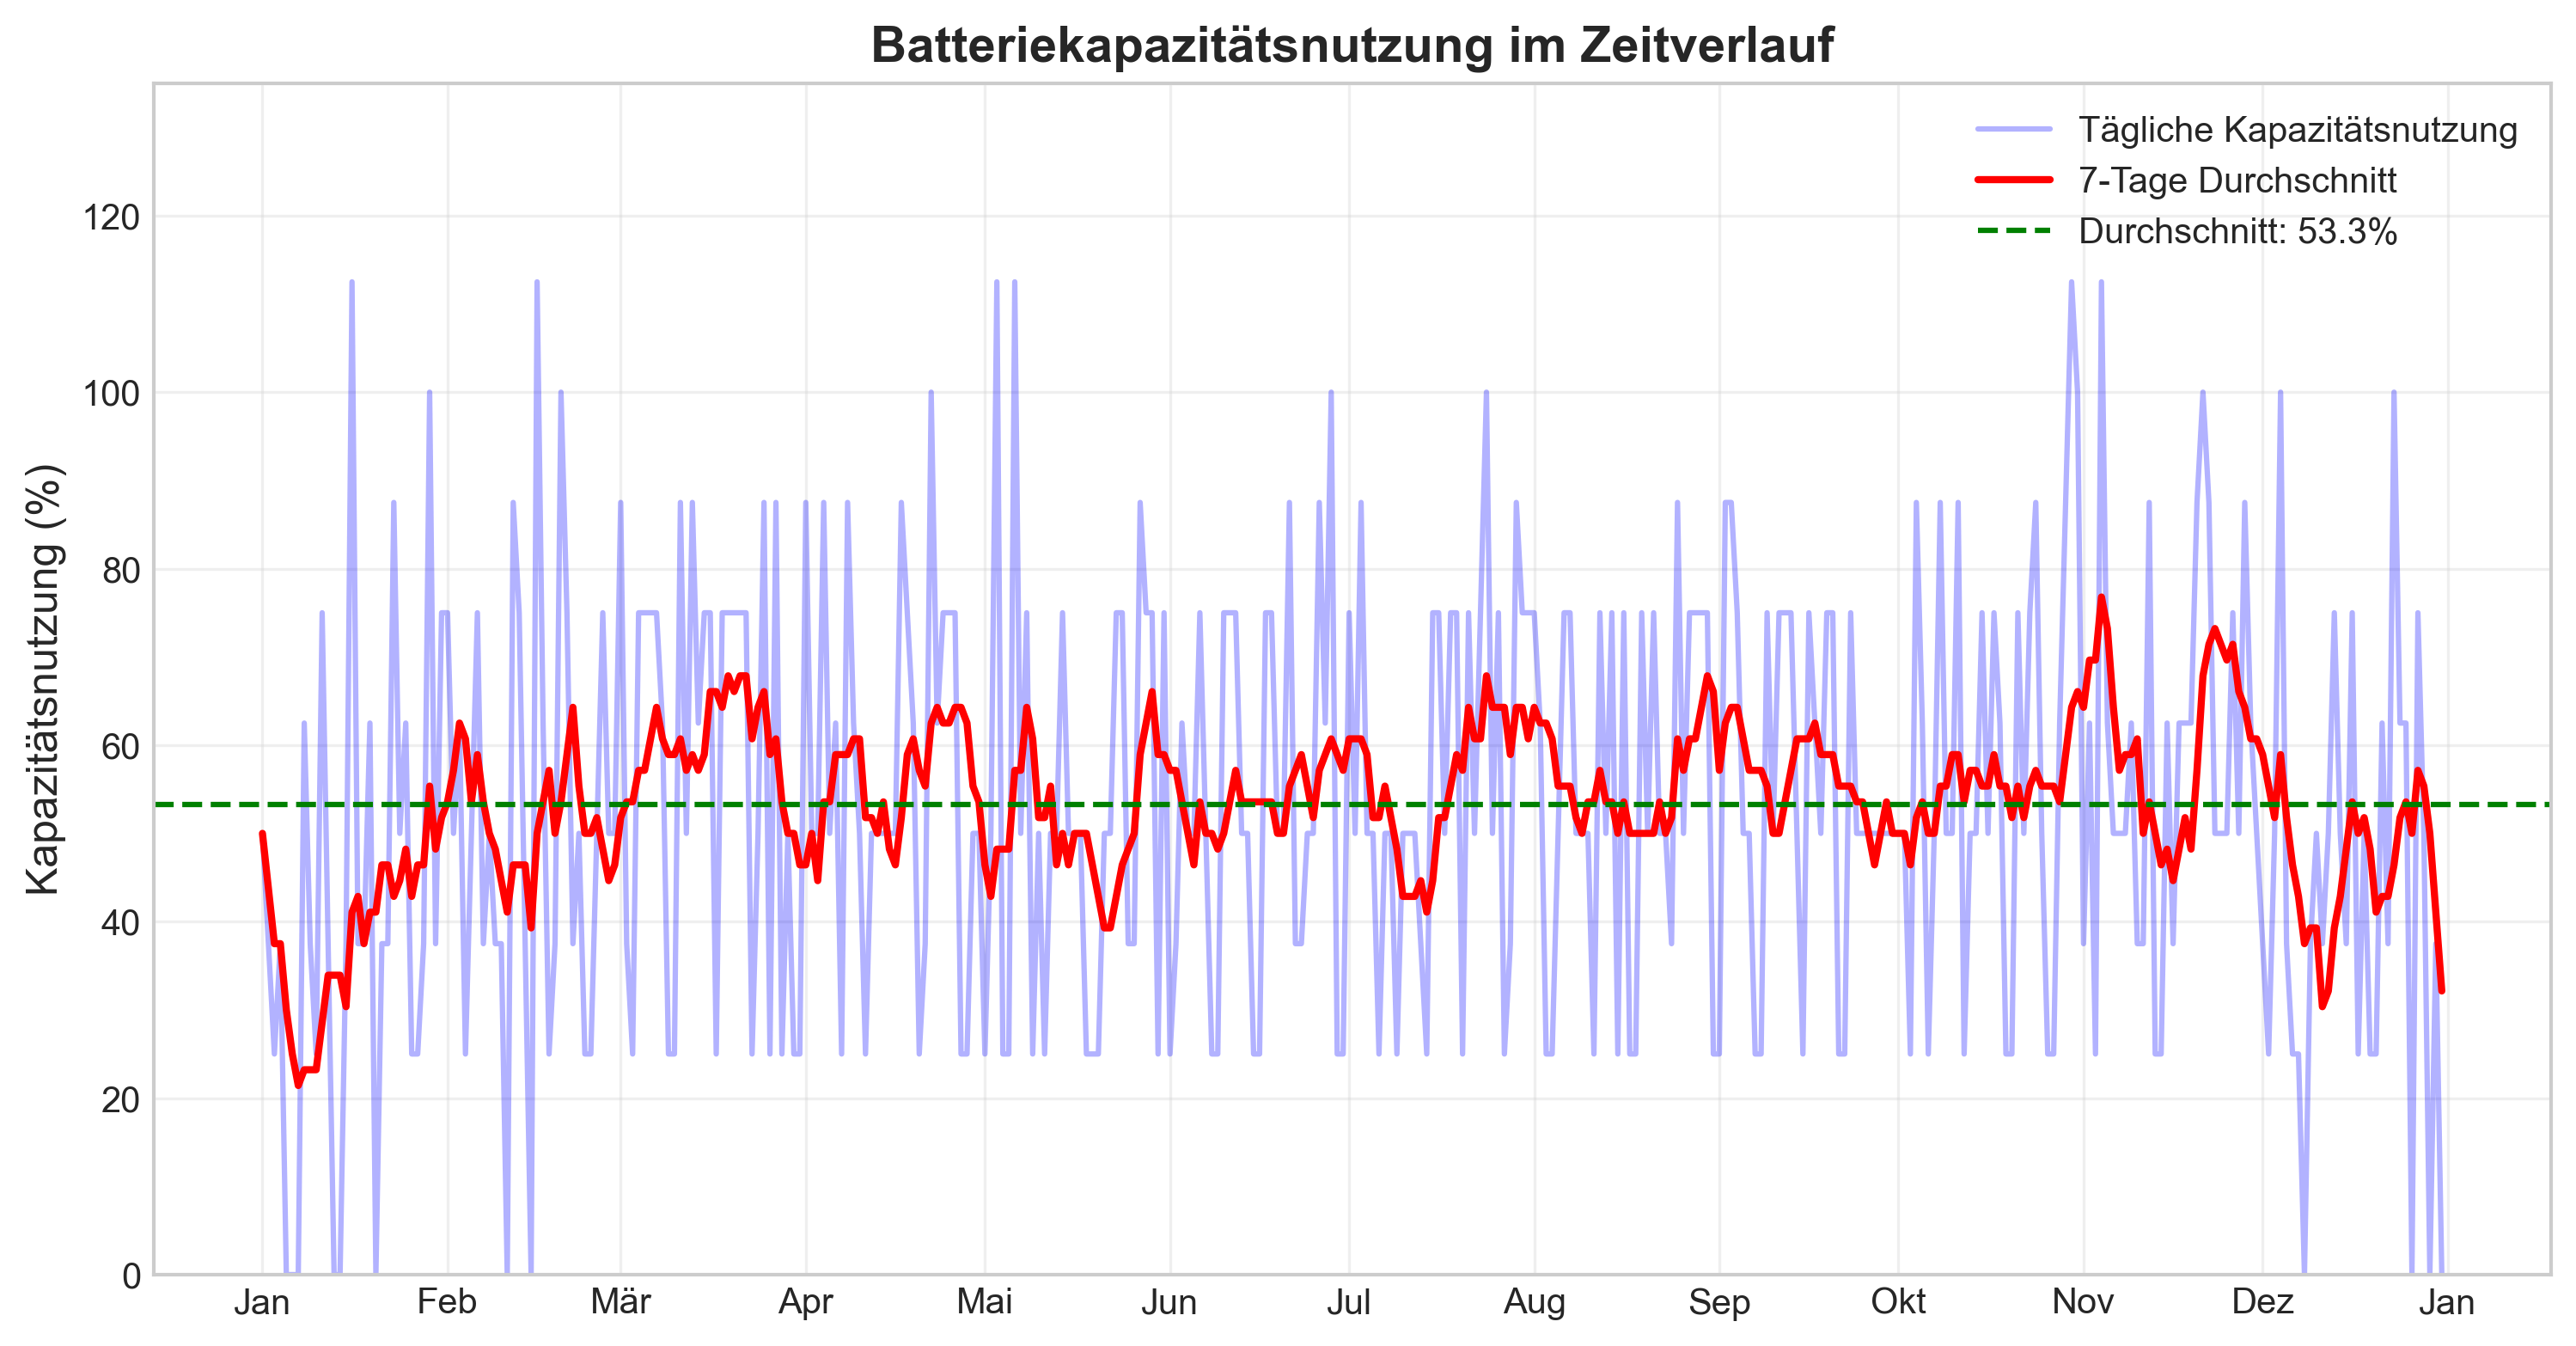 Batteriekapazitätsnutzung im Zeitverlauf
Tägliche Kapazitätsnutzung
7-Tage Durchschnitt
Durchschnitt: 53.3%
Kapazitätsnutzung (%)
120
100
80
60
40
20
0
Jan Feb Mär Apr Mai Jun Jul Aug Sep Okt Nov Dez Jan